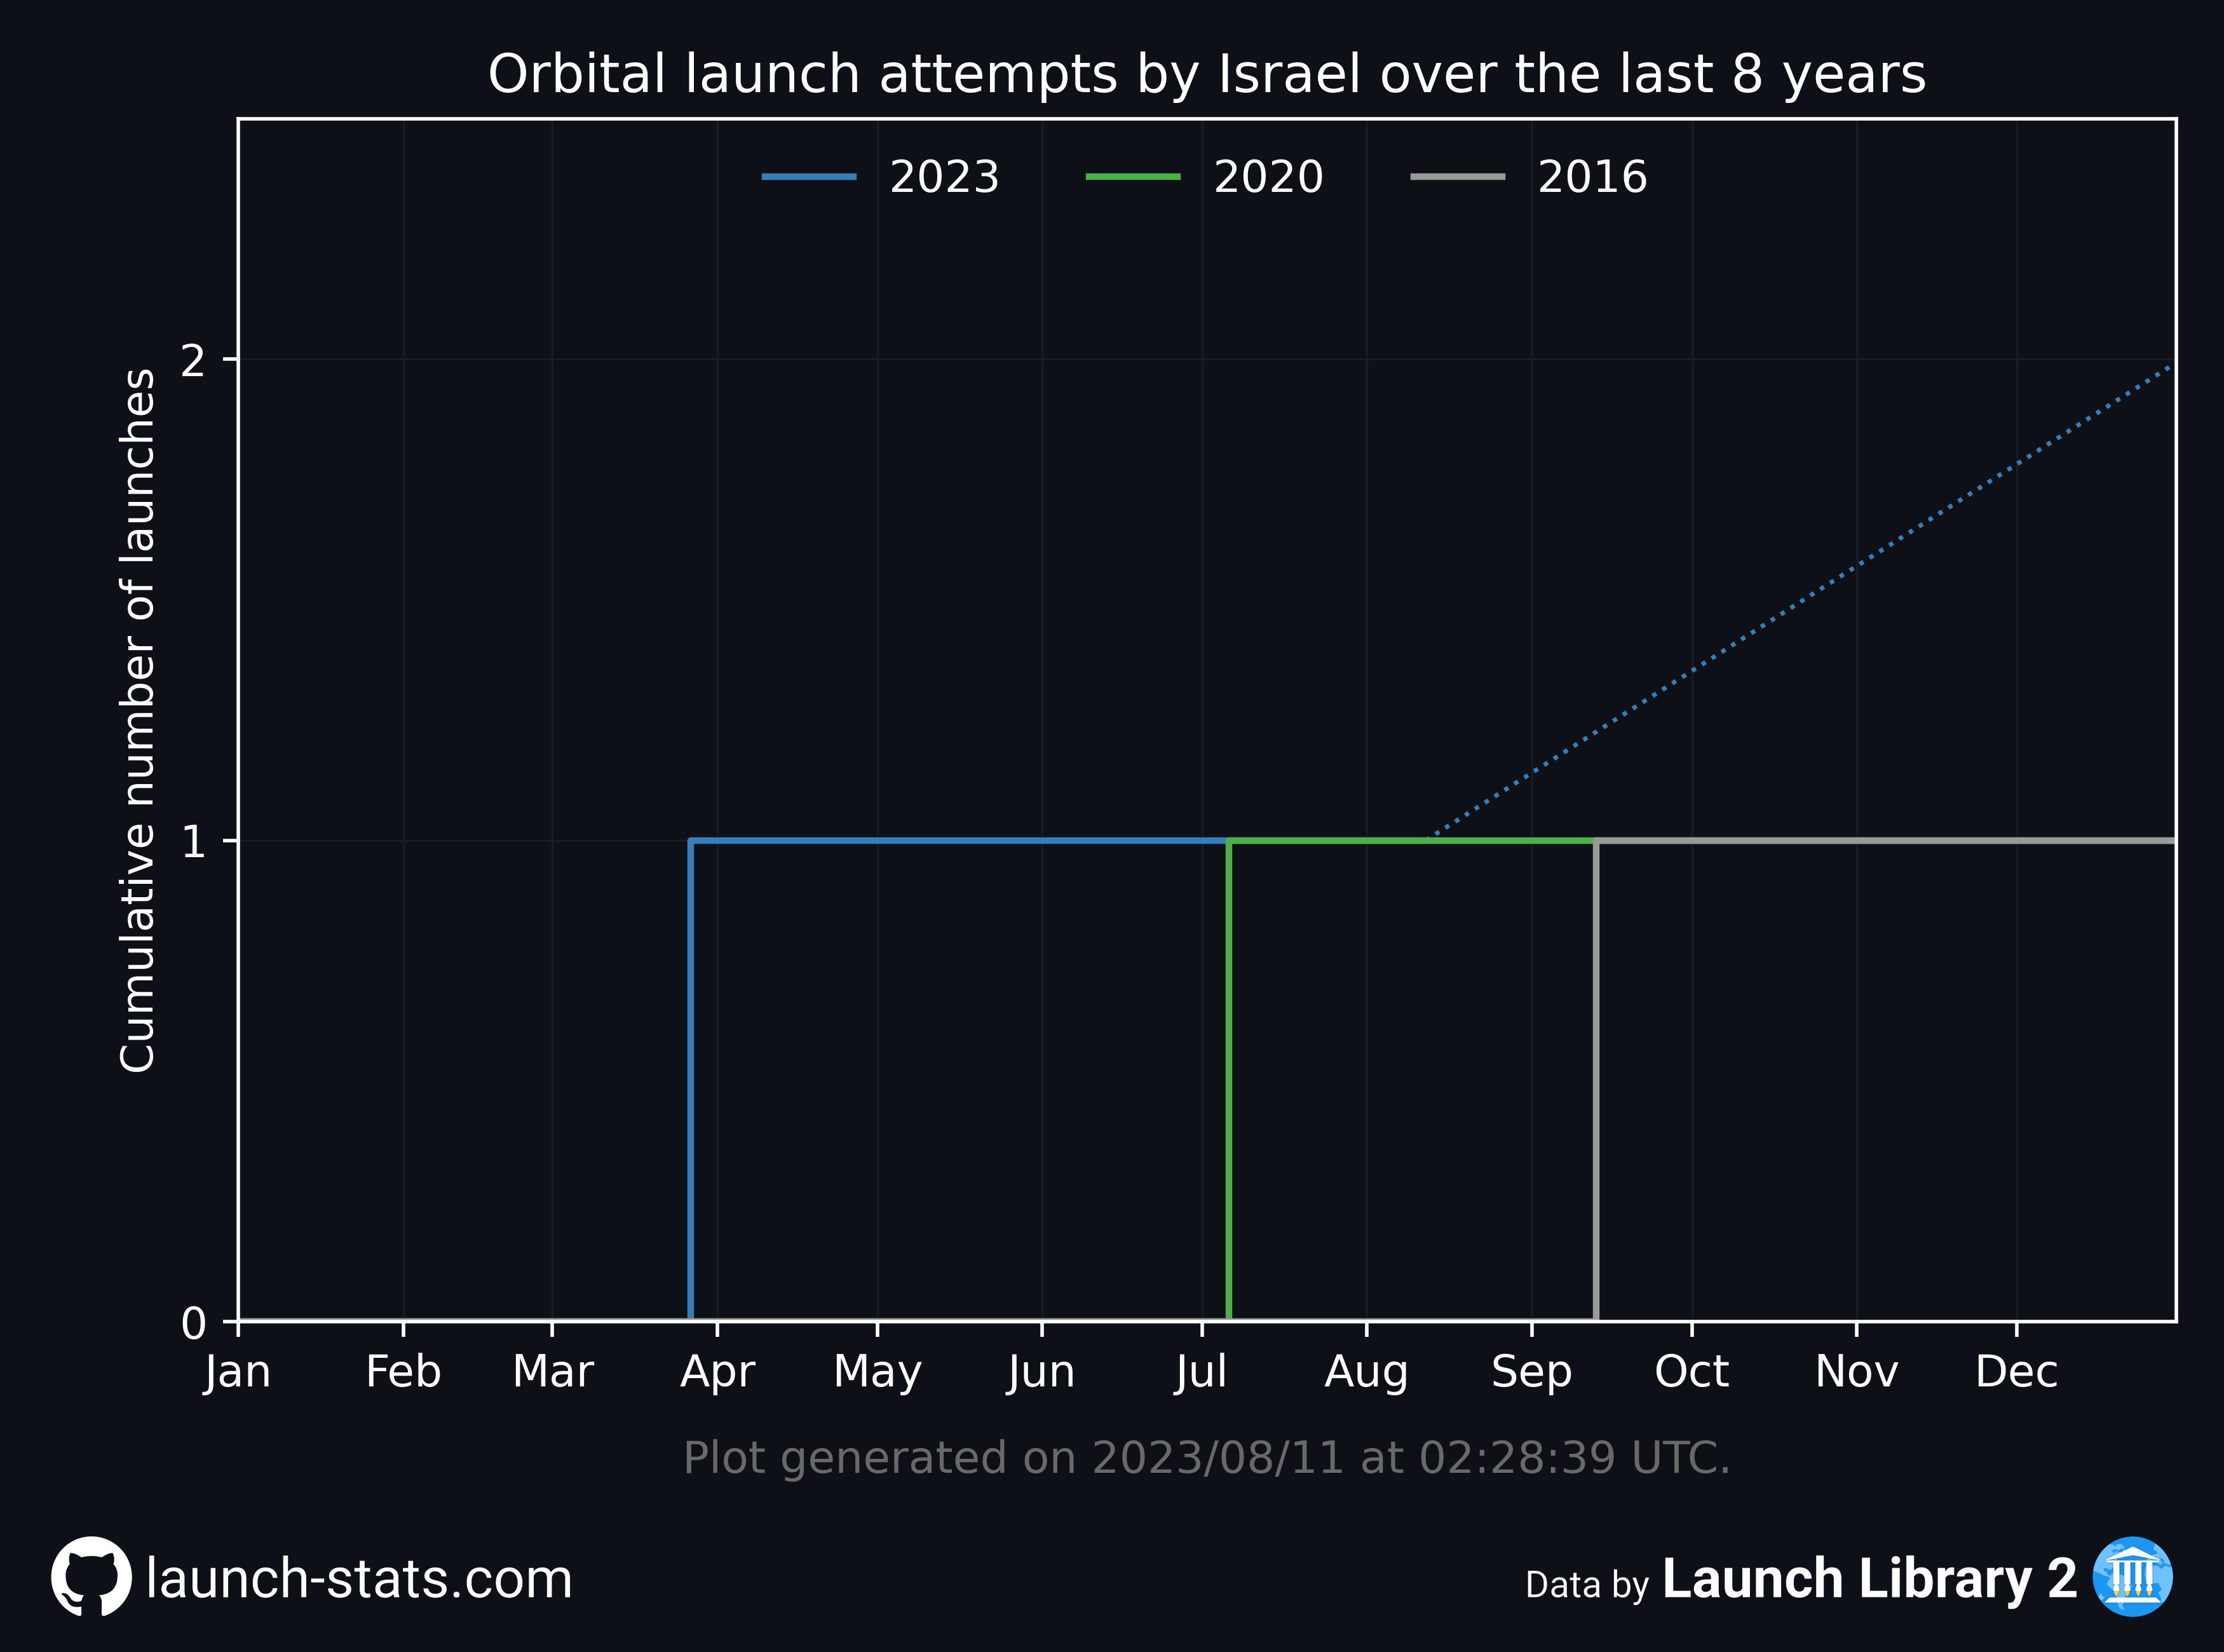 Orbital launch attempts by Israel over the last 8 years
2023 2020 2016
Cumulative number of launches
2
1
0
Jan Feb Mar Apr May Jun Jul Aug Sep Oct Nov Dec
Plot generated on 2023/08/11 at 02:28:39 UTC.
launch-stats.com
Data by Launch Library 2